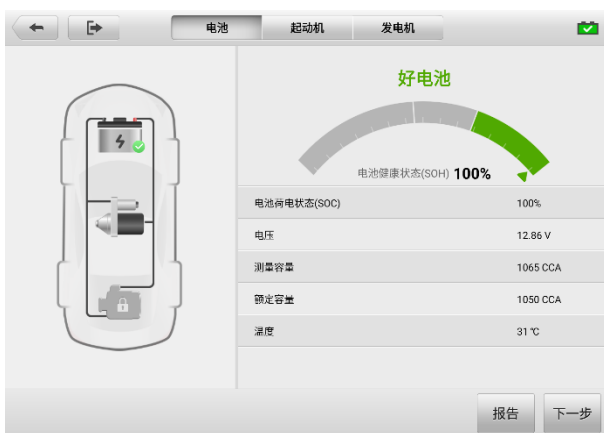 电池 起动机 发电机
好电池
电池健康状态(SOH) 100%
电池荷电状态(SOC) 100%
电压 12.86 V
测量容量 1065 CCA
额定容量 1050 CCA
温度 31 ℃
报告 下一步